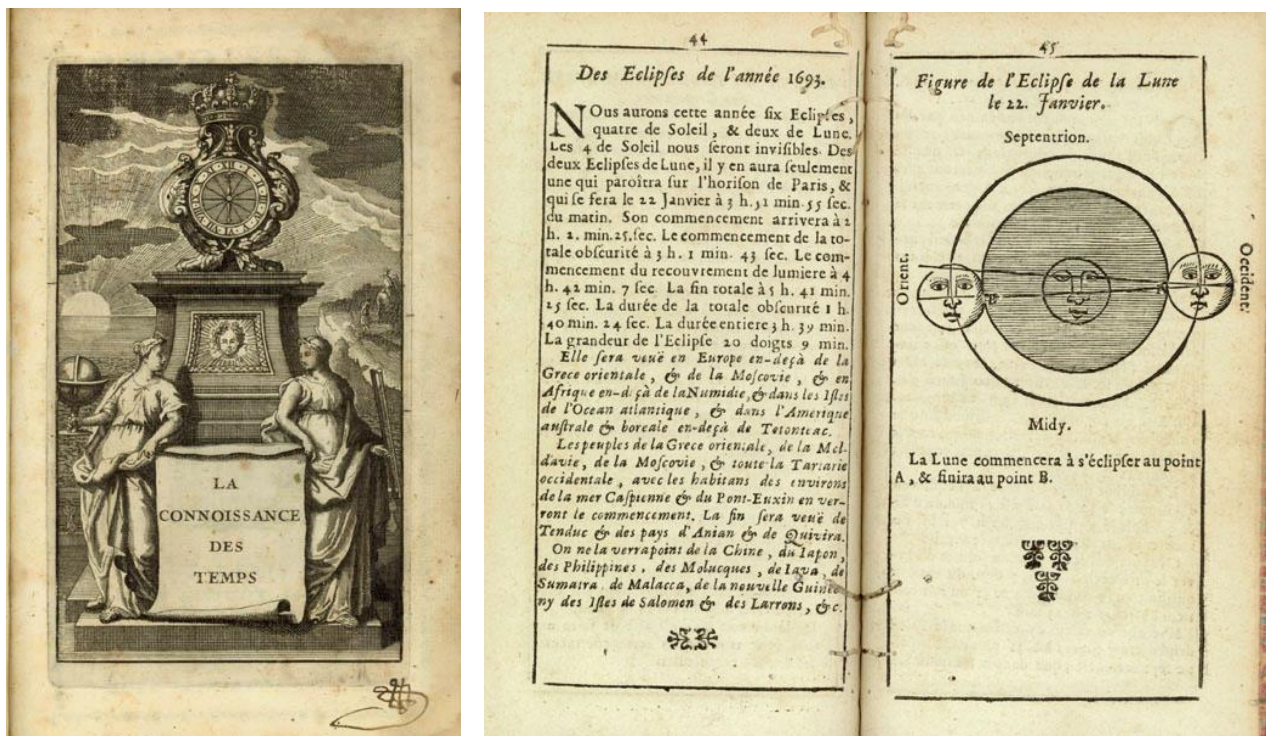 LA
CONNOISSANCE
DES
TEMPS
44
Des Eclipſes de l'année 1693.
NOus aurons cette année ſix Eclipſes,
quatre de Soleil, & deux de Lune.
Les 4 de Soleil nous ſeront inviſibles. Des
deux Eclipſes de Lune, il y en aura ſeulement
une qui paroîtra ſur l'horiſon de Paris, &
qui ſe fera le 22 Janvier à 3 h. 51 min. 55 ſec.
du matin. Son commencement arrivera à 2
h. 2. min. 25. ſec. Le commencement de la to-
tale obſcurité à 3 h. 1 min. 43 ſec. Le com-
mencement du recouvrement de lumiere à 4
h. 42 min. 7 ſec. La fin totale à 5 h. 41 min.
25 ſec. La durée de la totale obſcurité 1 h.
40 min. 24 ſec. La durée entiere 3 h. 39 min.
La grandeur de l'Eclipſe 20 doigts 9 min.
Elle ſera veuë en Europe en-deçà de la
Grece orientale, & de la Moſcovie, & en
Afrique en-deçà de la Numidie, & dans les Iſles
de l'Ocean atlantique, & dans l'Amerique
auſtrale & boreale en-deçà de Tetonteac.
Les peuples de la Grece orientale, de la Mol-
davie, de la Moſcovie, & toute la Tartarie
occidentale, avec les habitans des environs
de la mer Caſpienne & du Pont-Euxin en ver-
ront le commencement. La fin ſera veuë de
Tenduc & des pays d'Anian & de Quivira.
On ne la verra point de la Chine, du Iapon,
des Philippines, des Molucques, de Iava, de
Sumatra, de Malacca, de la nouvelle Guinée
ny des Iſles de Salomon & des Larrons, &c.
45
Figure de l'Eclipſe de la Lune
le 22. Janvier.
Septentrion.
Orient.
B
A
Occident.
Midy.
La Lune commencera à s'éclipſer au point
A, & finira au point B.